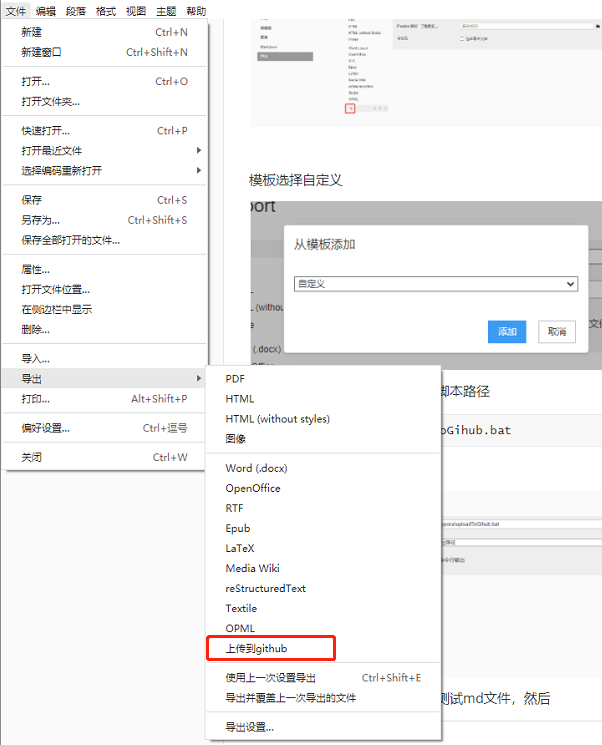 文件 编辑 段落 格式 视图 主题 帮助
新建 Ctrl+N
新建窗口 Ctrl+Shift+N
打开... Ctrl+O
打开文件夹...
快速打开... Ctrl+P
打开最近文件
选择编码重新打开
保存 Ctrl+S
另存为... Ctrl+Shift+S
保存全部打开的文件...
属性...
打开文件位置...
在侧边栏中显示
删除...
导入...
导出
打印... Alt+Shift+P
偏好设置... Ctrl+逗号
关闭 Ctrl+W
PDF
HTML
HTML (without styles)
图像
Word (.docx)
OpenOffice
RTF
Epub
LaTeX
Media Wiki
reStructuredText
Textile
OPML
上传到github
使用上一次设置导出 Ctrl+Shift+E
导出并覆盖上一次导出的文件
导出设置...
模板选择自定义
port
从模板添加
自定义
添加 取消
(withou
(.docx)
Office
文件
脚本路径
oGihub.bat
uploadToGihub.bat
测试md文件，然后